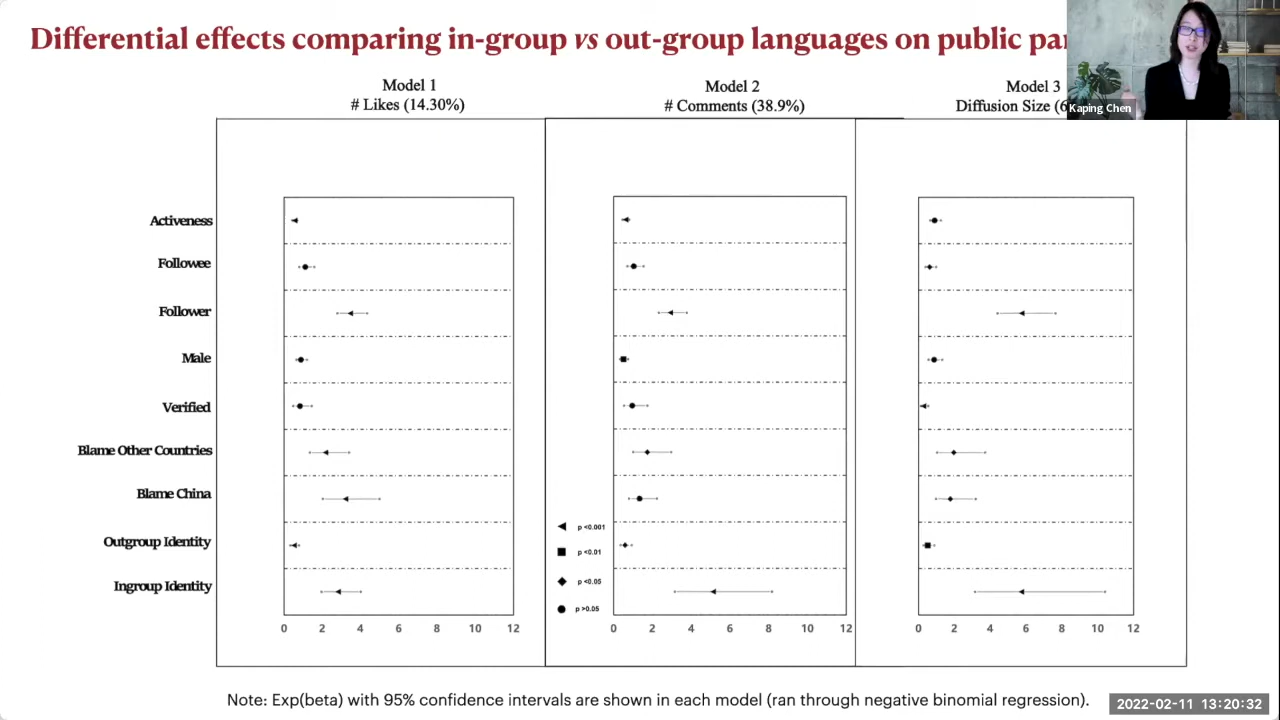 Differential effects comparing in-group vs out-group languages on public
Model 1
# Likes (14.30%)
Model 2
# Comments (38.9%)
Model 3
Diffusion Size
Kaping Chen
Activeness
Followee
Follower
Male
Verified
Blame Other Countries
Blame China
Outgroup Identity
Ingroup Identity
p <0.001
p <0.01
p <0.05
p >0.05
0 2 4 6 8 10 12
0 2 4 6 8 10 12
0 2 4 6 8 10 12
Note: Exp(beta) with 95% confidence intervals are shown in each model (ran through negative binomial regression).
2022-02-11 13:20:32